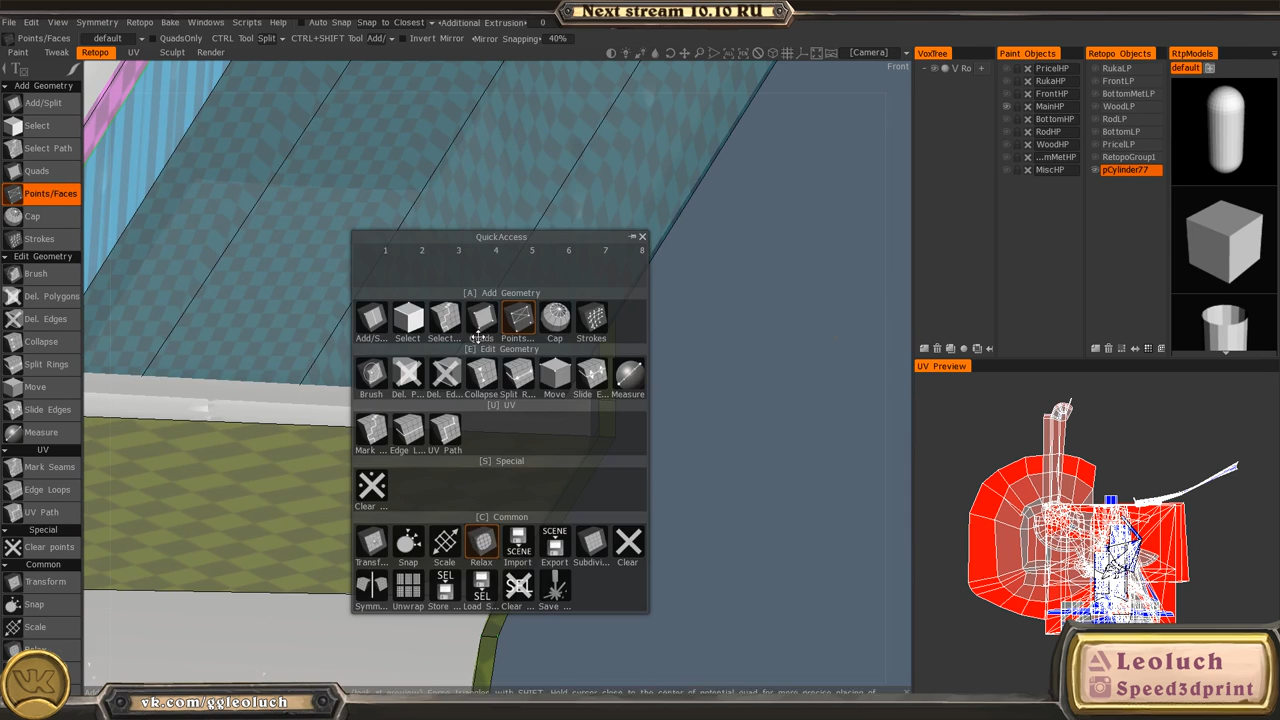 Next stream 10.10 RU
File Edit View Symmetry Retopo Bake Windows Scripts Help Auto Snap Snap to Closest Additional Extrusion 0
Points/Faces default QuadsOnly CTRL Tool Split CTRL+SHIFT Tool Add/ Invert Mirror Mirror Snapping 40%
Paint Tweak Retopo UV Sculpt Render [Camera]
Front
Add Geometry
Add/Split
Select
Select Path
Quads
Points/Faces
Cap
Strokes
Edit Geometry
Brush
Del. Polygons
Del. Edges
Collapse
Split Rings
Move
Slide Edges
Measure
UV
Mark Seams
Edge Loops
UV Path
Special
Clear points
Common
Transform
Snap
Scale
QuickAccess
1 2 3 4 5 6 7 8
[A] Add Geometry
Add/S... Select Select... Quads Points... Cap Strokes
[E] Edit Geometry
Brush Del. P... Del. Ed... Collapse Split R... Move Slide E... Measure
[U] UV
Mark ... Edge L... UV Path
[S] Special
Clear ...
[C] Common
Transf... Snap Scale Relax Import Export Subdivi... Clear
SCENE SCENE
Symm... Unwrap Store ... Load S... Clear ... Save ...
SEL SEL SEL
VoxTree
V Ro +
Paint Objects
PricelHP
RukaHP
FrontHP
MainHP
BottomHP
RodHP
WoodHP
...mMetHP
MiscHP
Retopo Objects
RukaLP
FrontLP
BottomMetLP
WoodLP
RodLP
BottomLP
PricelLP
RetopoGroup1
pCylinder77
RtpModels
default
UV Preview
Leoluch
Speed3dprint
vk.com/ggleoluch